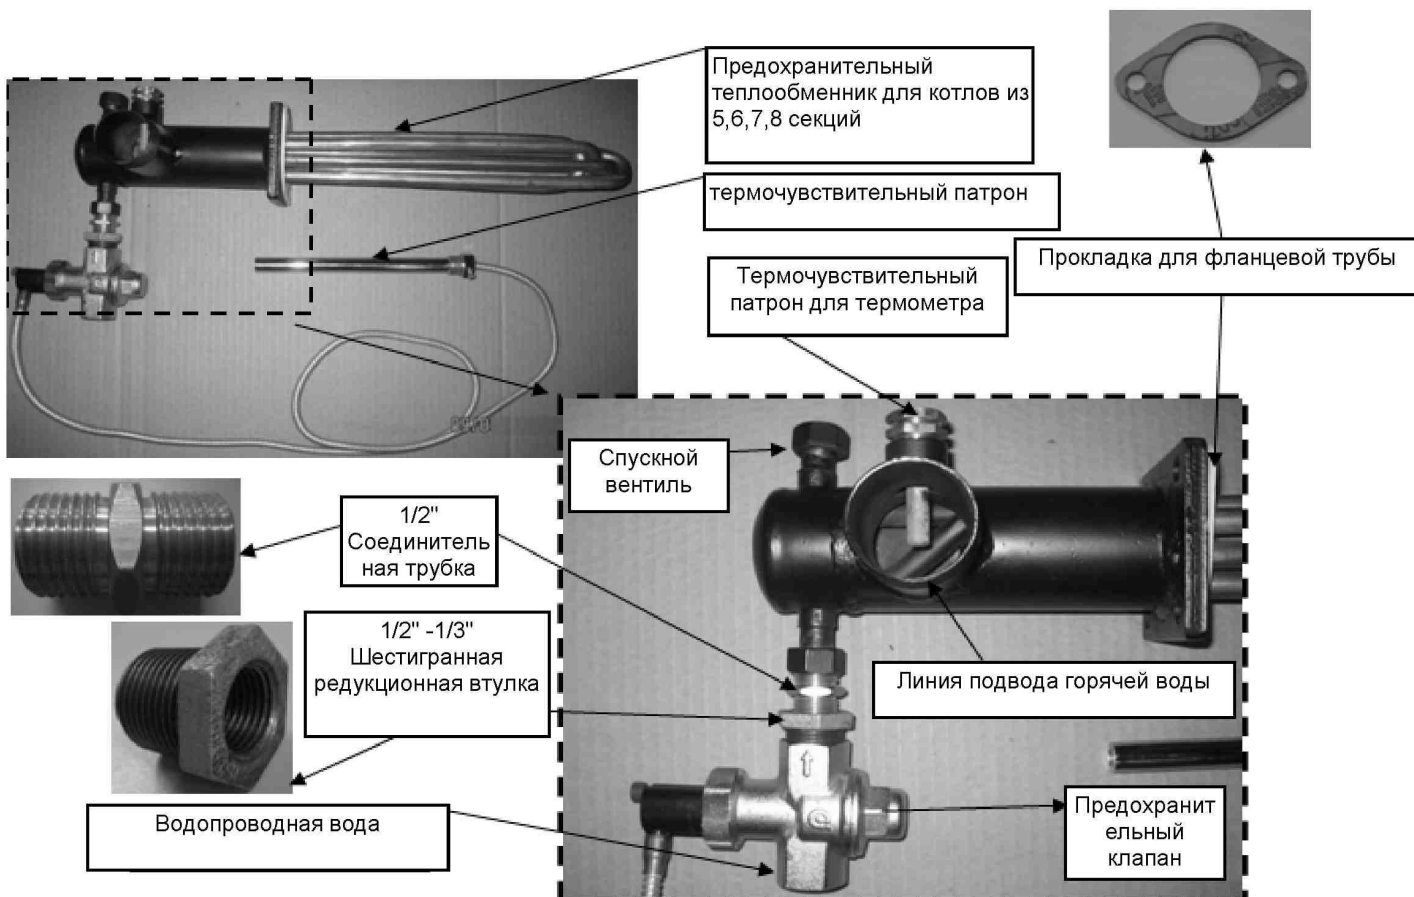 Предохранительный
теплообменник для котлов из
5,6,7,8 секций
термочувствительный патрон
Прокладка для фланцевой трубы
Термочувствительный
патрон для термометра
Спускной
вентиль
1/2"
Соединитель
ная трубка
1/2" -1/3"
Шестигранная
редукционная втулка
Линия подвода горячей воды
Водопроводная вода
Предохранит
ельный
клапан